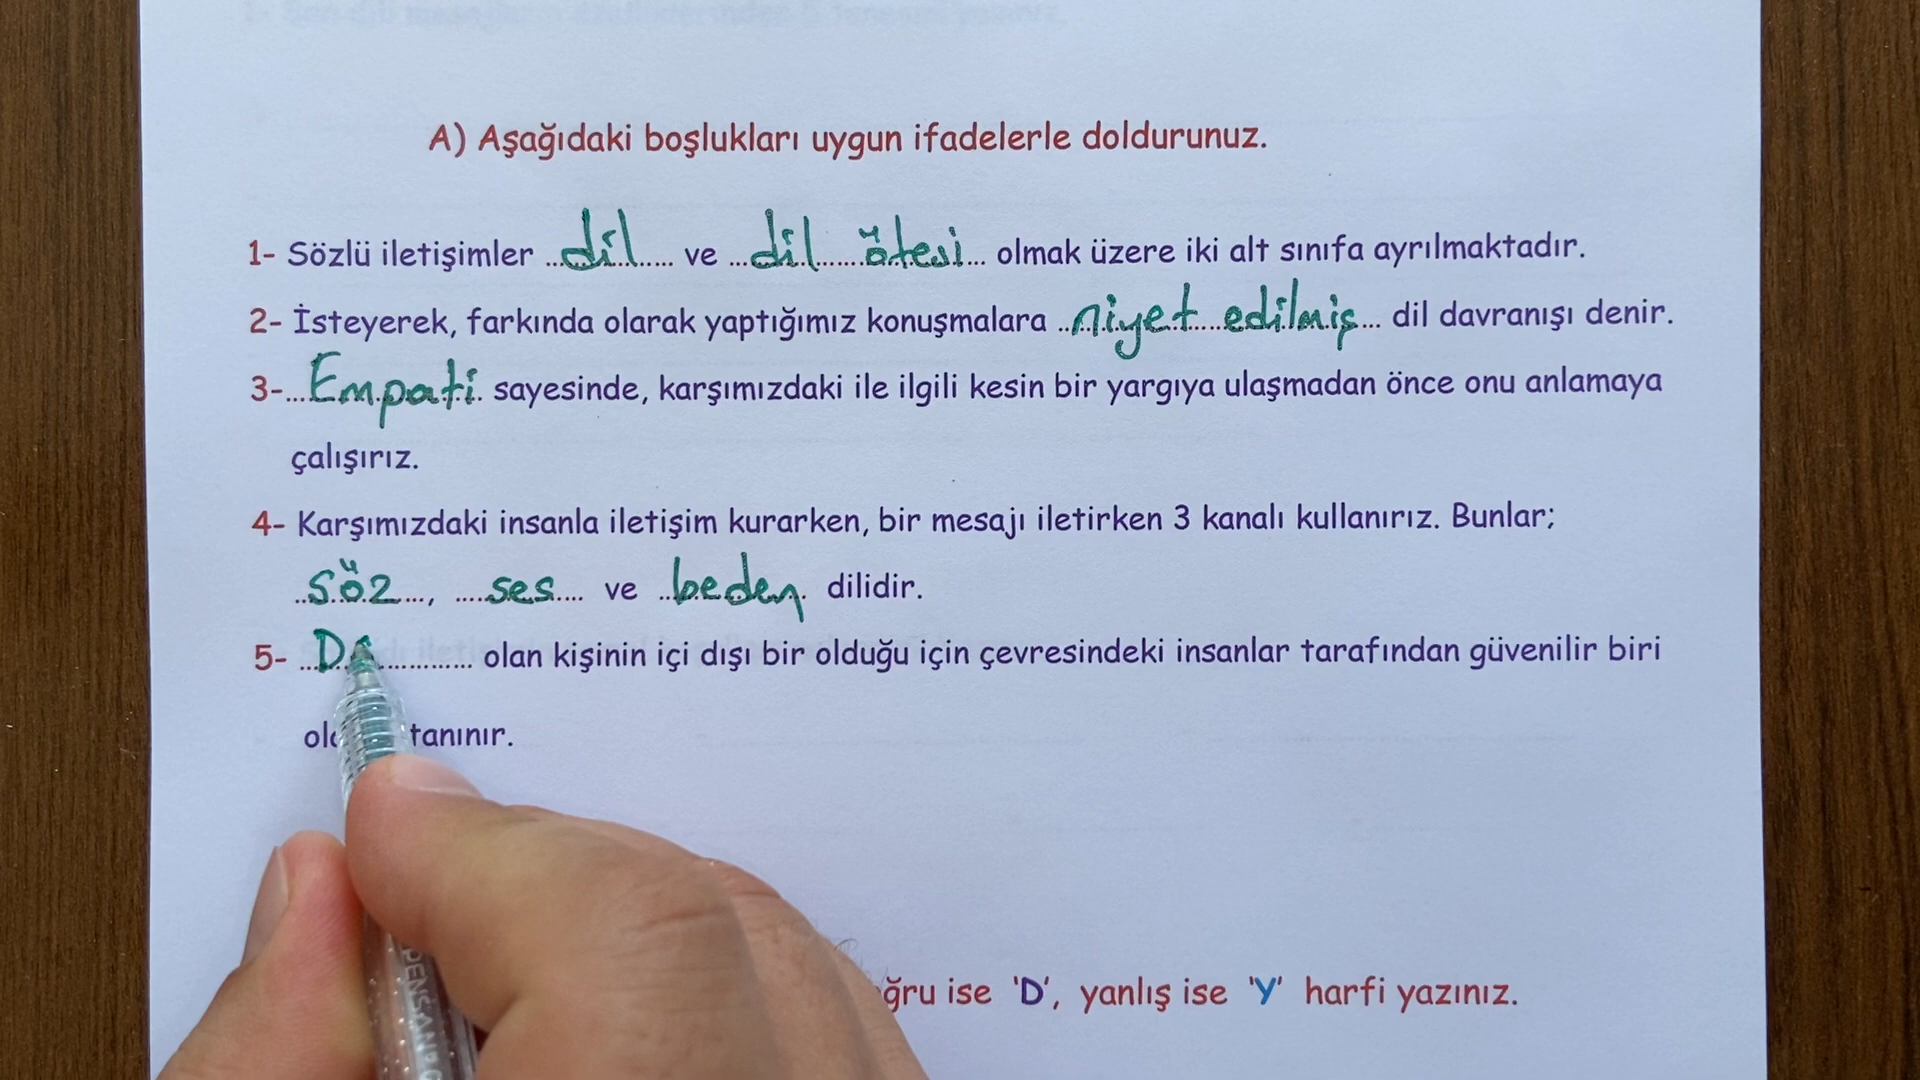 A) Aşağıdaki boşlukları uygun ifadelerle doldurunuz.
1- Sözlü iletişimler dil ve dil ötesi olmak üzere iki alt sınıfa ayrılmaktadır.
2- İsteyerek, farkında olarak yaptığımız konuşmalara niyet edilmiş dil davranışı denir.
3- Empati sayesinde, karşımızdaki ile ilgili kesin bir yargıya ulaşmadan önce onu anlamaya
çalışırız.
4- Karşımızdaki insanla iletişim kurarken, bir mesajı iletirken 3 kanalı kullanırız. Bunlar;
söz, ses ve beden dilidir.
5- olan kişinin içi dışı bir olduğu için çevresindeki insanlar tarafından güvenilir biri
tanınır.
ise 'D', yanlış ise 'Y' harfi yazınız.